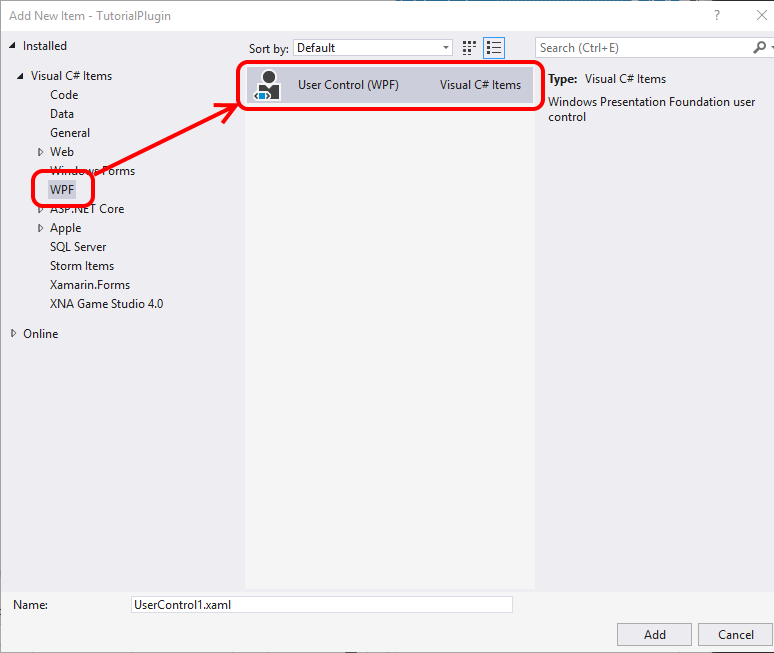 Add New Item - TutorialPlugin
?
Installed
Sort by: Default
Search (Ctrl+E)
Visual C# Items
Code
Data
General
Web
Windows Forms
WPF
ASP.NET Core
Apple
SQL Server
Storm Items
Xamarin.Forms
XNA Game Studio 4.0
Online
User Control (WPF) Visual C# Items
Type: Visual C# Items
Windows Presentation Foundation user
control
Name: UserControl1.xaml
Add Cancel